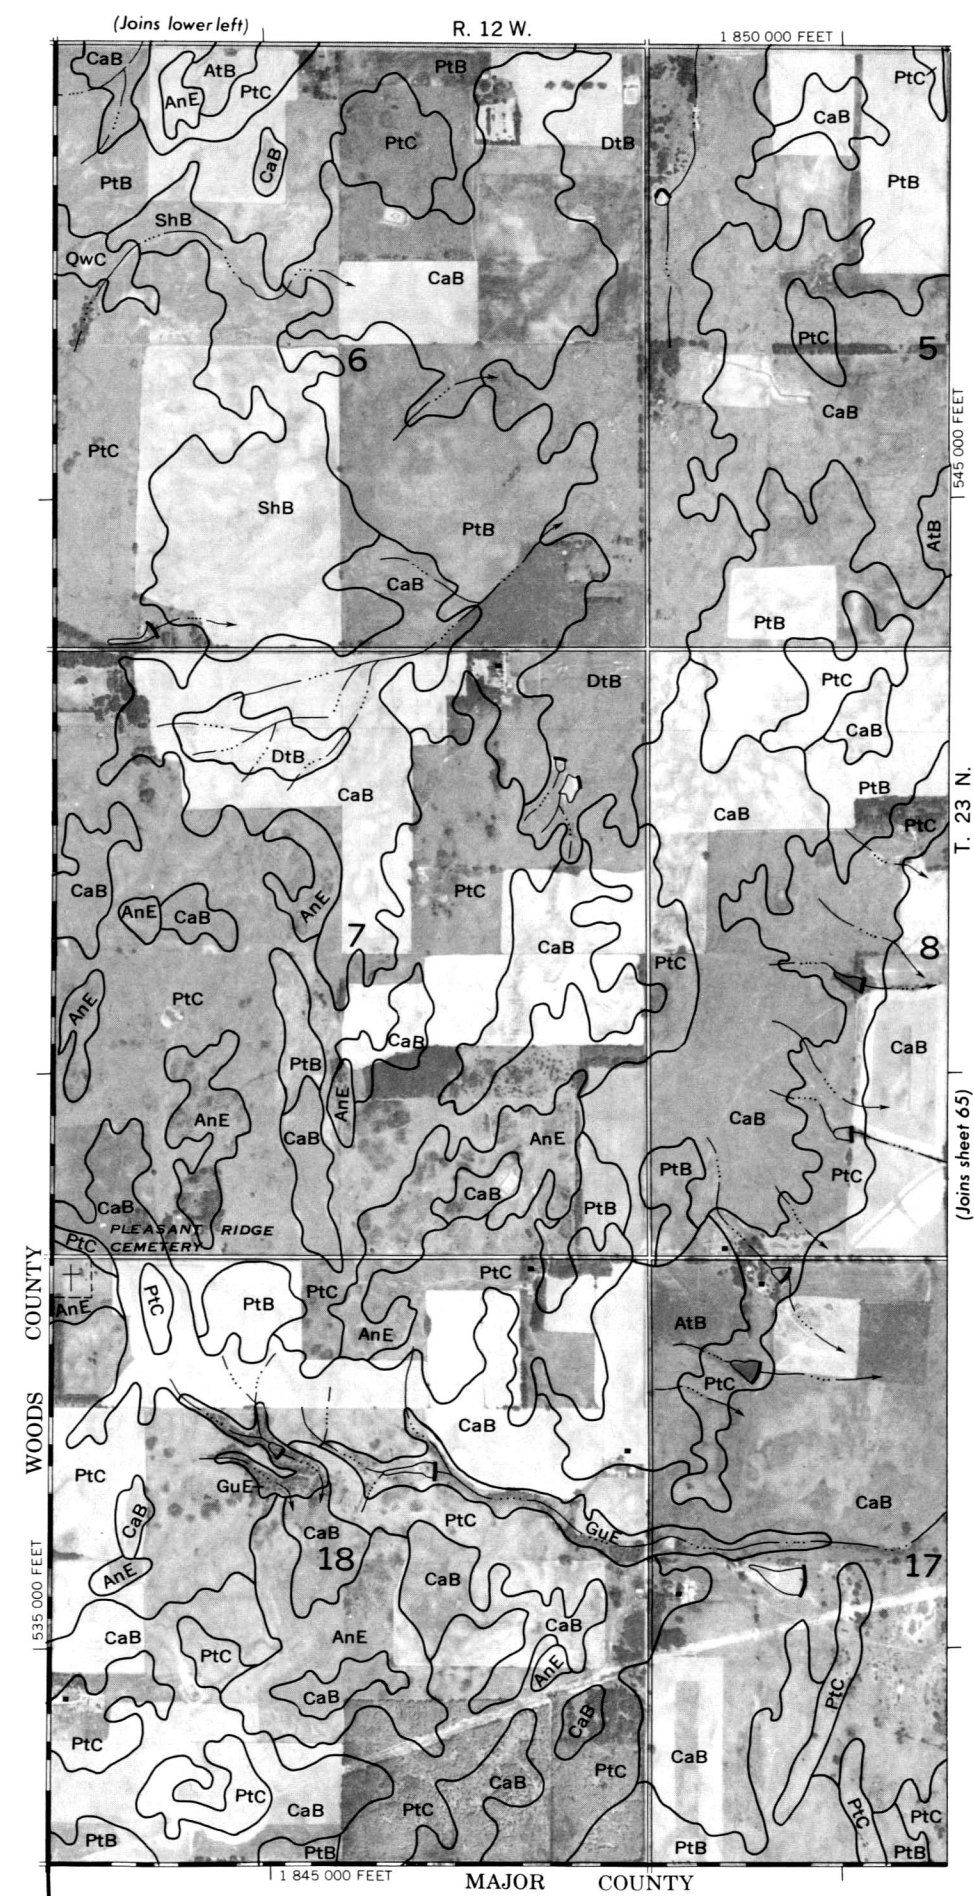 (Joins lower left)
R. 12 W.
1 850 000 FEET
CaB
AtB
PtB
PtC
AnE
PtC
CaB
PtC
DtB
CaB
PtB
PtB
ShB
QwC
CaB
PtC
6
5
CaB
PtC
545 000 FEET
ShB
PtB
AtB
CaB
PtB
DtB
PtC
CaB
DtB
PtB
CaB
CaB
T. 23 N.
PtC
CaB
AnE
CaB
AnE
PtC
7
CaB
8
PtC
AnE
PtC
CaB
CaB
PtB
AnE
AnE
CaB
AnE
CaB
(Joins sheet 65)
PtC
PtB
CaB
CaB
PtB
PLEASANT RIDGE
CEMETERY
PtC
PtC
WOODS COUNTY
PtC
PtC
PtB
AnE
AnE
AtB
PtC
CaB
PtC
GuE
CaB
PtC
CaB
GuE
CaB
18
17
AnE
CaB
535 000 FEET
CaB
AnE
CaB
PtC
AnE
CaB
PtC
CaB
PtC
CaB
PtC
CaB
PtC
CaB
PtC
CaB
PtC
PtC
PtB
PtB
PtB
PtB
1 845 000 FEET
MAJOR COUNTY